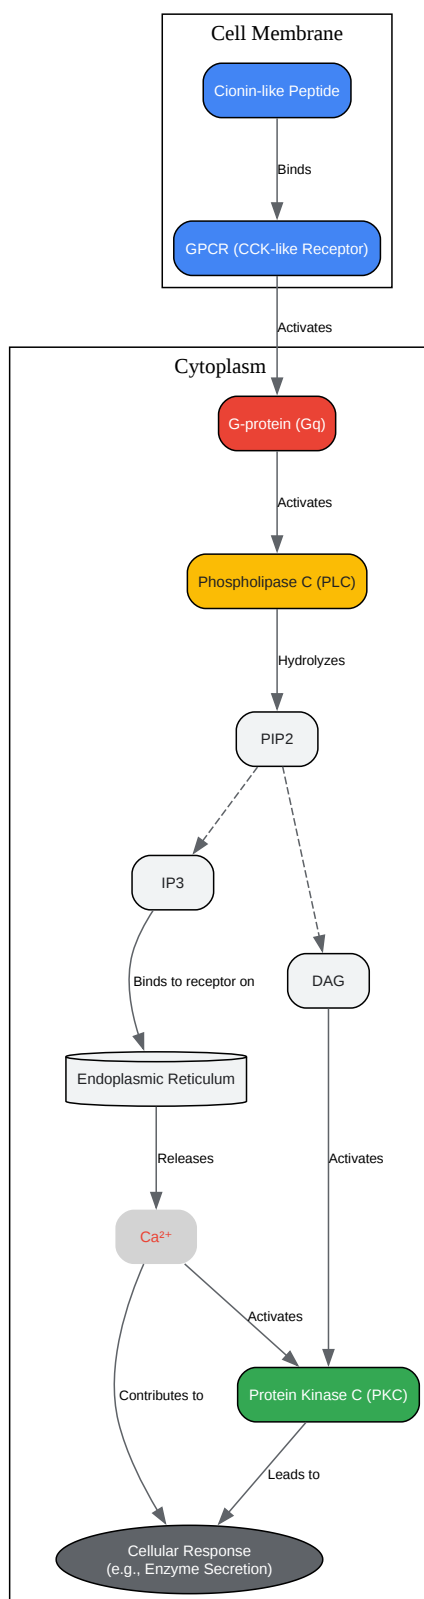 Cell Membrane
Cionin-like Peptide
Binds
GPCR (CCK-like Receptor)
Activates
Cytoplasm
G-protein (Gq)
Activates
Phospholipase C (PLC)
Hydrolyzes
PIP2
IP3
DAG
Binds to receptor on
Endoplasmic Reticulum
Releases
Activates
Ca²⁺
Activates
Contributes to
Protein Kinase C (PKC)
Leads to
Cellular Response
(e.g., Enzyme Secretion)